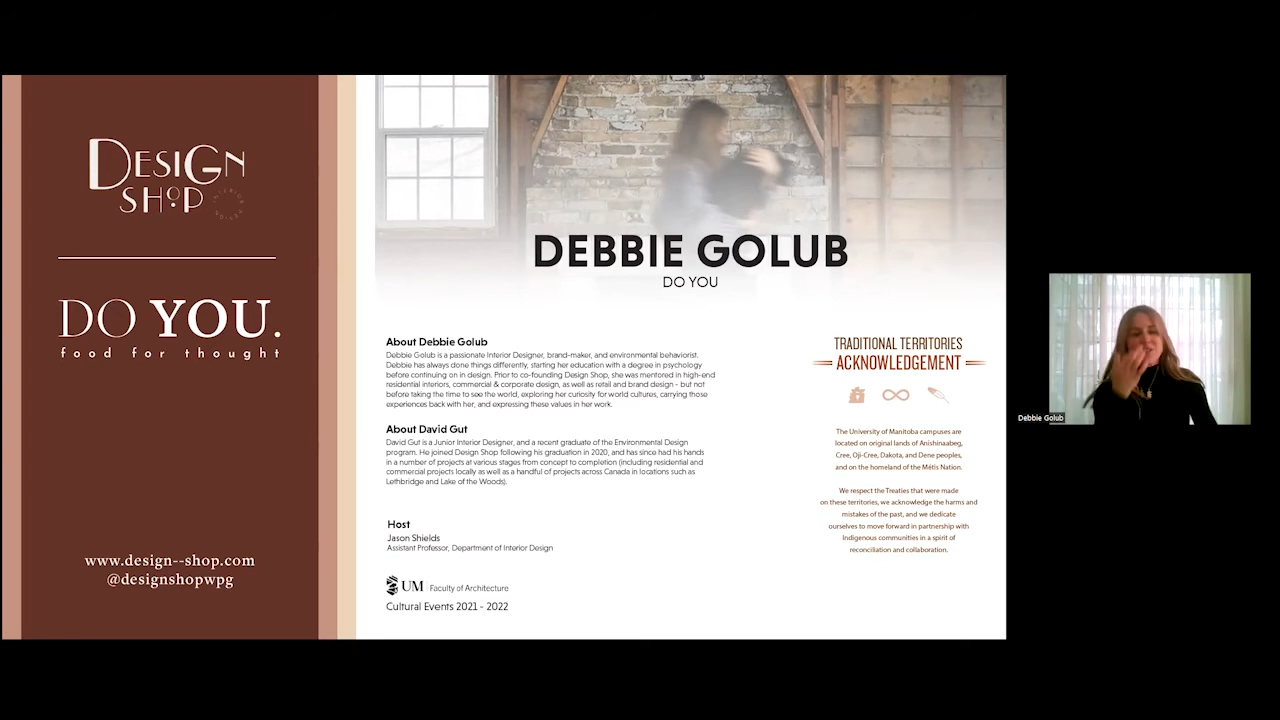 DESIGN
SHOP
DO YOU.
food for thought
www.design--shop.com
@designshopwpg
DEBBIE GOLUB
DO YOU
About Debbie Golub
Debbie Golub is a passionate Interior Designer, brand-maker, and environmental behaviorist.
Debbie has always done things differently, starting her education with a degree in psychology
before continuing on in design. Prior to co-founding Design Shop, she was mentored in high-end
residential interiors, commercial & corporate design, as well as retail and brand design - but not
before taking the time to see the world, exploring her curiosity for world cultures, carrying those
experiences back with her, and expressing these values in her work.
About David Gut
David Gut is a Junior Interior Designer, and a recent graduate of the Environmental Design
program. He joined Design Shop following his graduation in 2020, and has since had his hands
in a number of projects at various stages from concept to completion (including residential and
commercial projects locally as well as a handful of projects across Canada in locations such as
Lethbridge and Lake of the Woods).
Host
Jason Shields
Assistant Professor, Department of Interior Design
UM Faculty of Architecture
Cultural Events 2021 - 2022
TRADITIONAL TERRITORIES
ACKNOWLEDGEMENT
The University of Manitoba campuses are
located on original lands of Anishinaabeg,
Cree, Oji-Cree, Dakota, and Dene peoples,
and on the homeland of the Métis Nation.
We respect the Treaties that were made
on these territories, we acknowledge the harms and
mistakes of the past, and we dedicate
ourselves to move forward in partnership with
Indigenous communities in a spirit of
reconciliation and collaboration.
Debbie Golub